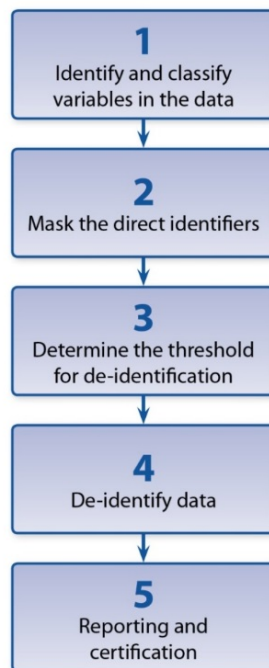 1
Identify and classify
variables in the data
2
Mask the direct identifiers
3
Determine the threshold
for de-identification
4
De-identify data
5
Reporting and
certification